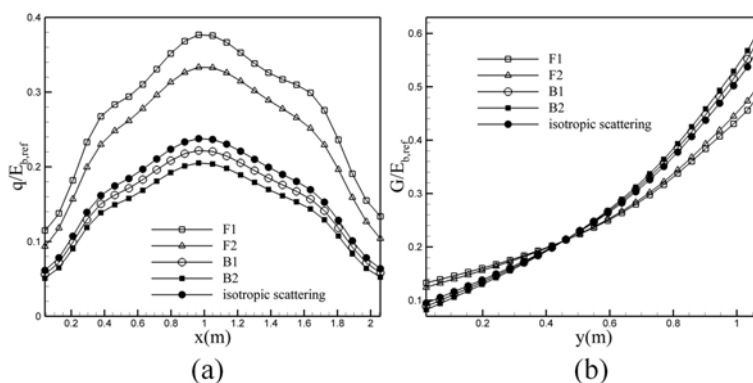 (a)
q/E_b,ref
0.4
0.3
0.2
0.1
0
F1
F2
B1
B2
isotropic scattering
0.2 0.4 0.6 0.8 1 1.2 1.4 1.6 1.8 2
x(m)
(a)
(b)
G/E_b,ref
0.6
0.5
0.4
0.3
0.2
0.1
F1
F2
B1
B2
isotropic scattering
0.2 0.4 0.6 0.8 1
y(m)
(b)